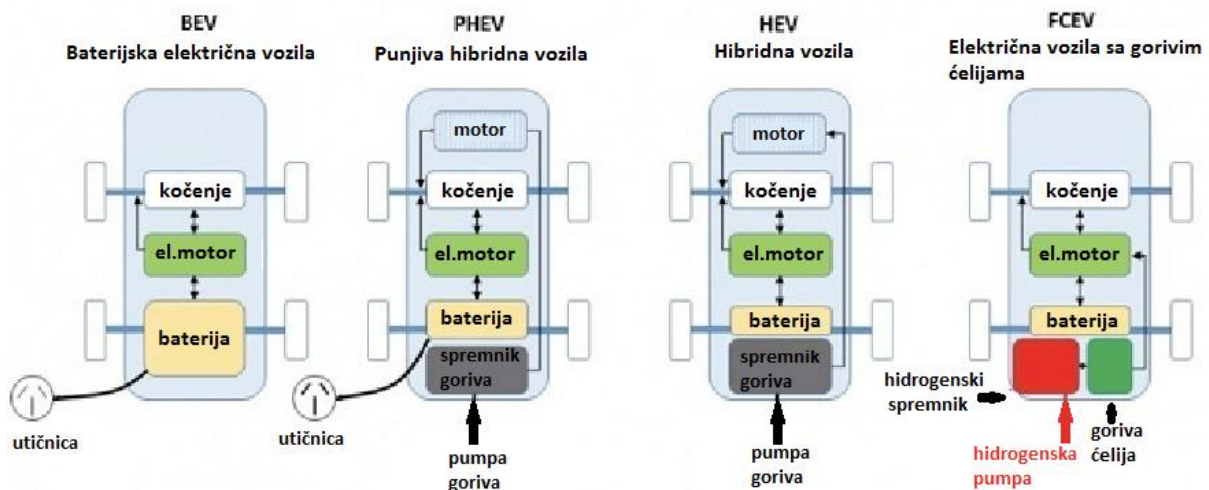 BEV
Baterijska električna vozila
kočenje
el.motor
baterija
utičnica
PHEV
Punjiva hibridna vozila
motor
kočenje
el.motor
baterija
spremnik
goriva
utičnica
pumpa
goriva
HEV
Hibridna vozila
motor
kočenje
el.motor
baterija
spremnik
goriva
pumpa
goriva
FCEV
Električna vozila sa gorivim
ćelijama
kočenje
el.motor
baterija
hidrogenski
spremnik
hidrogenska
pumpa
goriva
ćelija